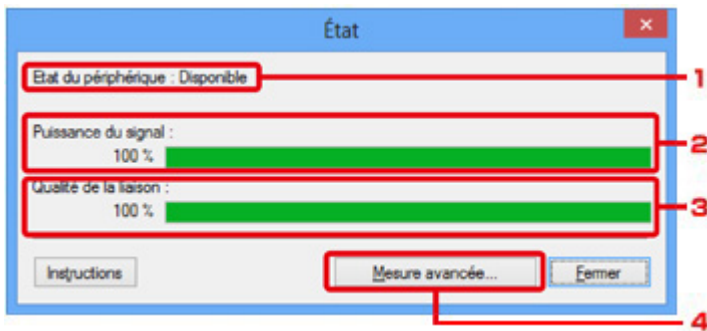 État
Etat du périphérique : Disponible
1
Puissance du signal :
100 %
2
Qualité de la liaison :
100 %
3
Instructions
Mesure avancée...
Fermer
4